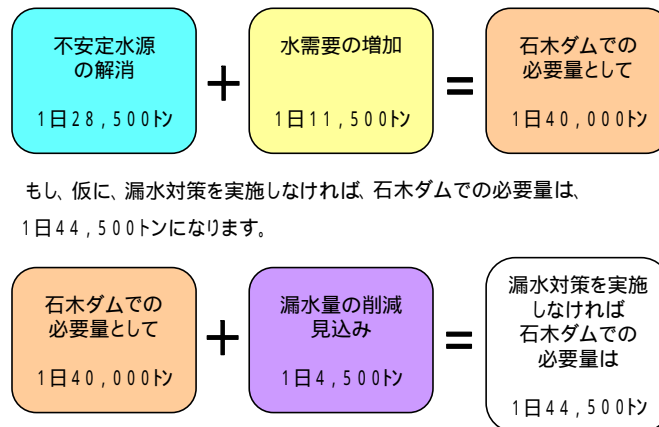 不安定水源
の解消
1日28,500トン
+
水需要の増加
1日11,500トン
=
石木ダムでの
必要量として
1日40,000トン
もし、仮に、漏水対策を実施しなければ、石木ダムでの必要量は、
1日44,500トンになります。
石木ダムでの
必要量として
1日40,000トン
+
漏水量の削減
見込み
1日4,500トン
=
漏水対策を実施
しなければ
石木ダムでの
必要量は
1日44,500トン